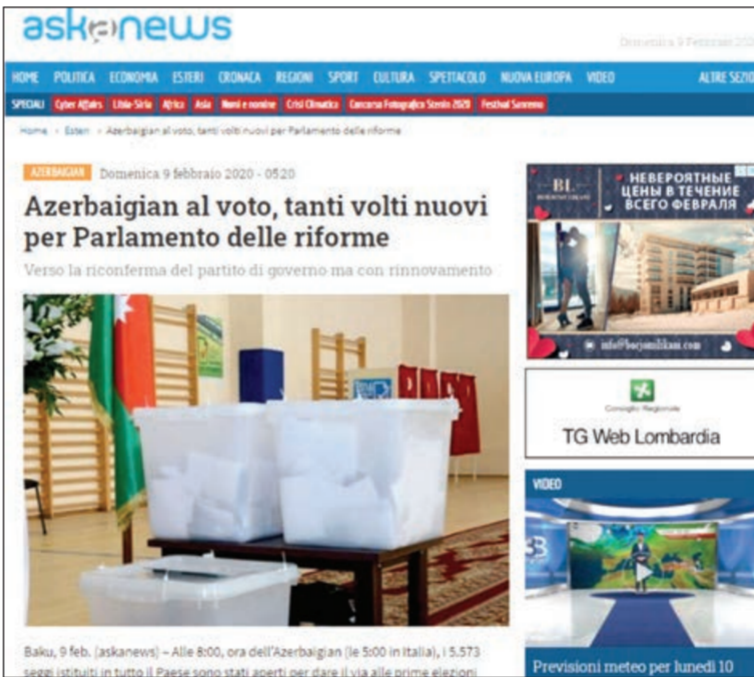 askanews
Domenica 9 Febbraio
HOME POLITICA ECONOMIA ESTERI CRONACA REGIONI SPORT CULTURA SPETTACOLO NUOVA EUROPA VIDEO ALTRE SEZIO
SPECIALI Cyber Affairs Libia-Siria Africa Asia Nomi e nomine Crisi Climatica Concorso Fotografico Stenin 2020 Festival Sanremo
Home Esteri Azerbaigian al voto, tanti volti nuovi per Parlamento delle riforme
AZERBAIGIAN Domenica 9 febbraio 2020 - 05:20
Azerbaigian al voto, tanti volti nuovi
per Parlamento delle riforme
Verso la riconferma del partito di governo ma con rinnovamento
Baku, 9 feb. (askanews) – Alle 8:00, ora dell'Azerbaigian (le 5:00 in Italia), i 5.573
seggi istituiti in tutto il Paese sono stati aperti per dare il via alle prime elezioni
BL
НЕВЕРОЯТНЫЕ
ЦЕНЫ В ТЕЧЕНИЕ
ВСЕГО ФЕВРАЛЯ
Consiglio Regionale
TG Web Lombardia
VIDEO
Previsioni meteo per lunedì 10